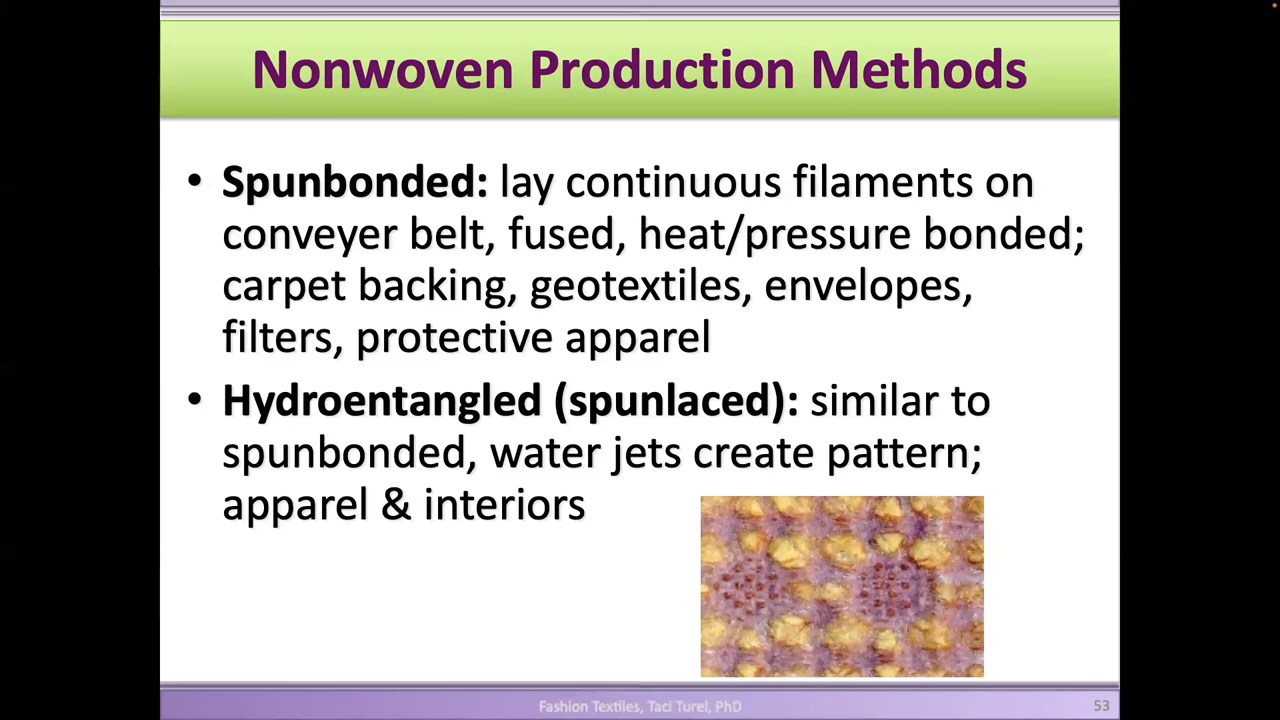 Nonwoven Production Methods
• Spunbonded: lay continuous filaments on
conveyer belt, fused, heat/pressure bonded;
carpet backing, geotextiles, envelopes,
filters, protective apparel
• Hydroentangled (spunlaced): similar to
spunbonded, water jets create pattern;
apparel & interiors
Fashion Textiles, Taci Turel, PhD
53